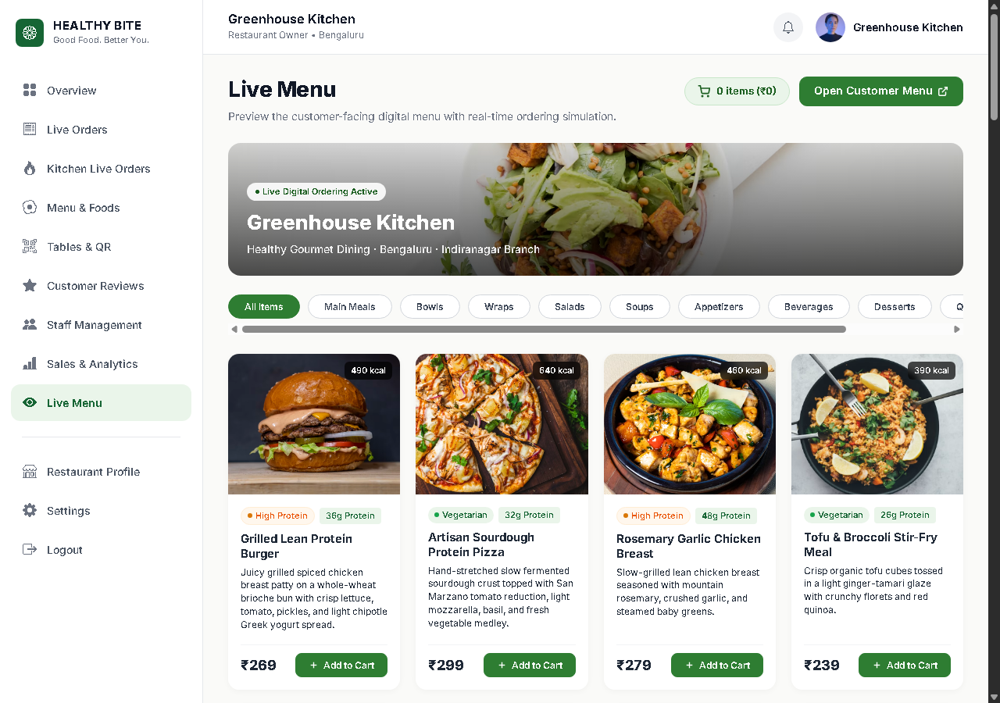 HEALTHY BITE
Good Food. Better You.
Overview
Live Orders
Kitchen Live Orders
Menu & Foods
Tables & QR
Customer Reviews
Staff Management
Sales & Analytics
Live Menu
Restaurant Profile
Settings
Logout
Greenhouse Kitchen
Restaurant Owner • Bengaluru
Greenhouse Kitchen
Live Menu
Preview the customer-facing digital menu with real-time ordering simulation.
0 items (₹0)
Open Customer Menu
Live Digital Ordering Active
Greenhouse Kitchen
Healthy Gourmet Dining · Bengaluru · Indiranagar Branch
All Items
Main Meals
Bowls
Wraps
Salads
Soups
Appetizers
Beverages
Desserts
490 kcal
High Protein
36g Protein
Grilled Lean Protein
Burger
Juicy grilled spiced chicken
breast patty on a whole-wheat
brioche bun with crisp lettuce,
tomato, pickles, and light chipotle
Greek yogurt spread.
₹269
+ Add to Cart
640 kcal
Vegetarian
32g Protein
Artisan Sourdough
Protein Pizza
Hand-stretched slow fermented
sourdough crust topped with San
Marzano tomato reduction, light
mozzarella, basil, and fresh
vegetable medley.
₹299
+ Add to Cart
460 kcal
High Protein
48g Protein
Rosemary Garlic Chicken
Breast
Slow-grilled lean chicken breast
seasoned with mountain
rosemary, crushed garlic, and
steamed baby greens.
₹279
+ Add to Cart
390 kcal
Vegetarian
26g Protein
Tofu & Broccoli Stir-Fry
Meal
Crisp organic tofu cubes tossed
in a light ginger-tamari glaze
with crunchy florets and red
quinoa.
₹239
+ Add to Cart